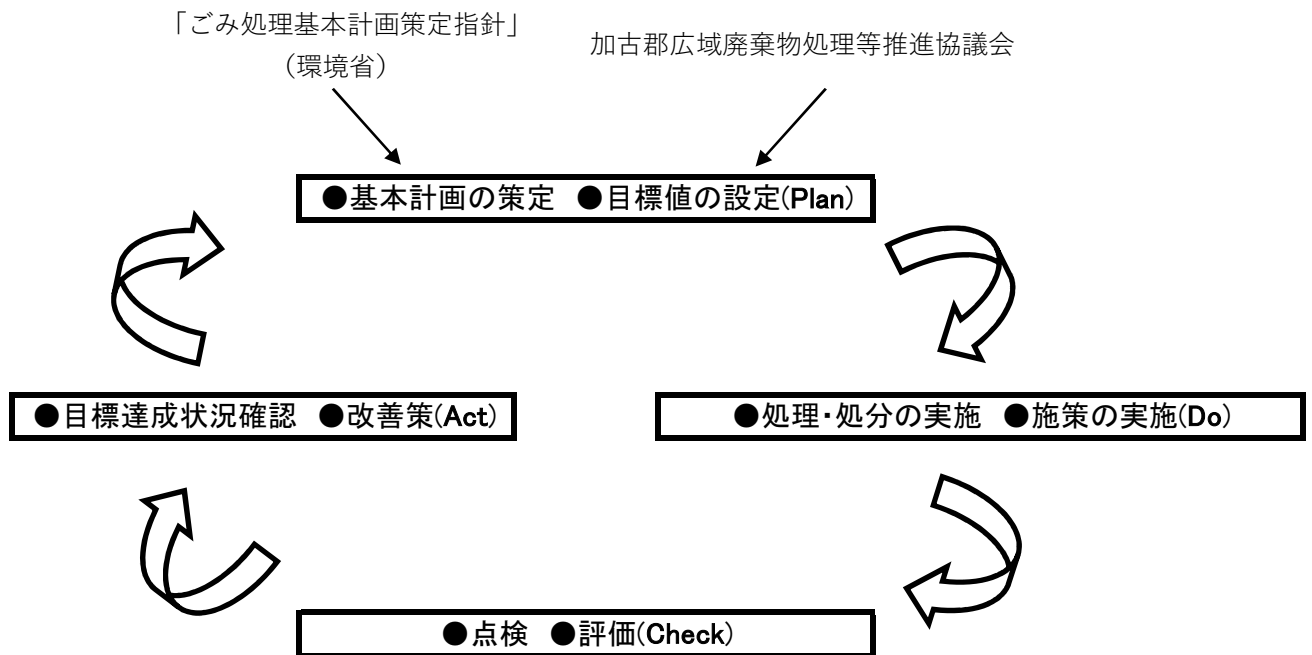 「ごみ処理基本計画策定指針」
（環境省）
加古郡広域廃棄物処理等推進協議会
●基本計画の策定 ●目標値の設定(Plan)
●目標達成状況確認 ●改善策(Act)
●処理・処分の実施 ●施策の実施(Do)
●点検 ●評価(Check)